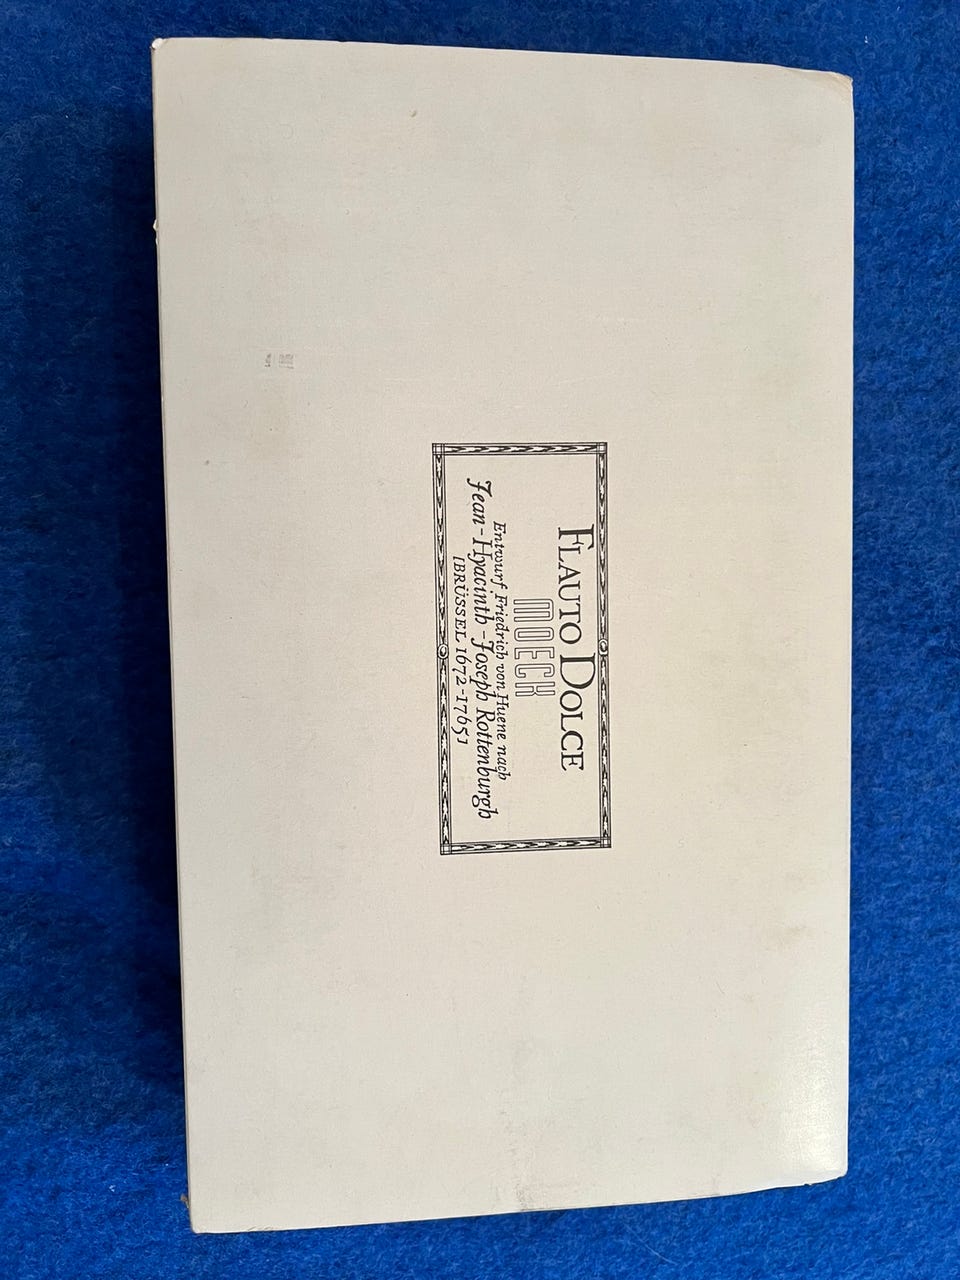 FLAUTO DOLCE
MOECK
Entwurf Friedrich von Huene nach
Jean-Hyacinth-Joseph Rottenburgh
[BRÜSSEL 1672-1765]